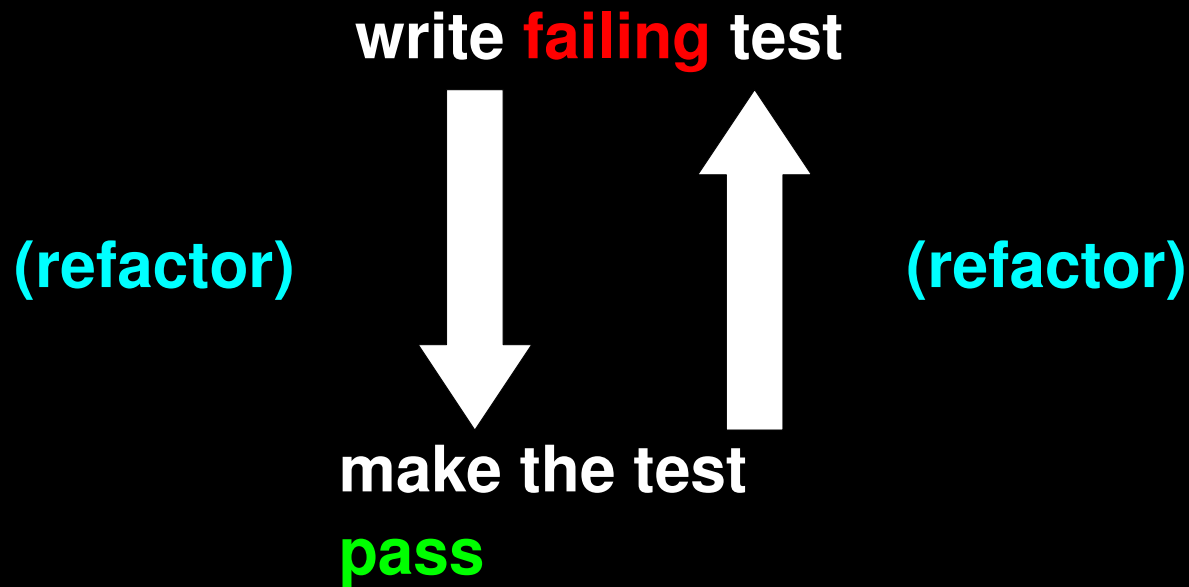 write failing test
(refactor)
(refactor)
make the test
pass